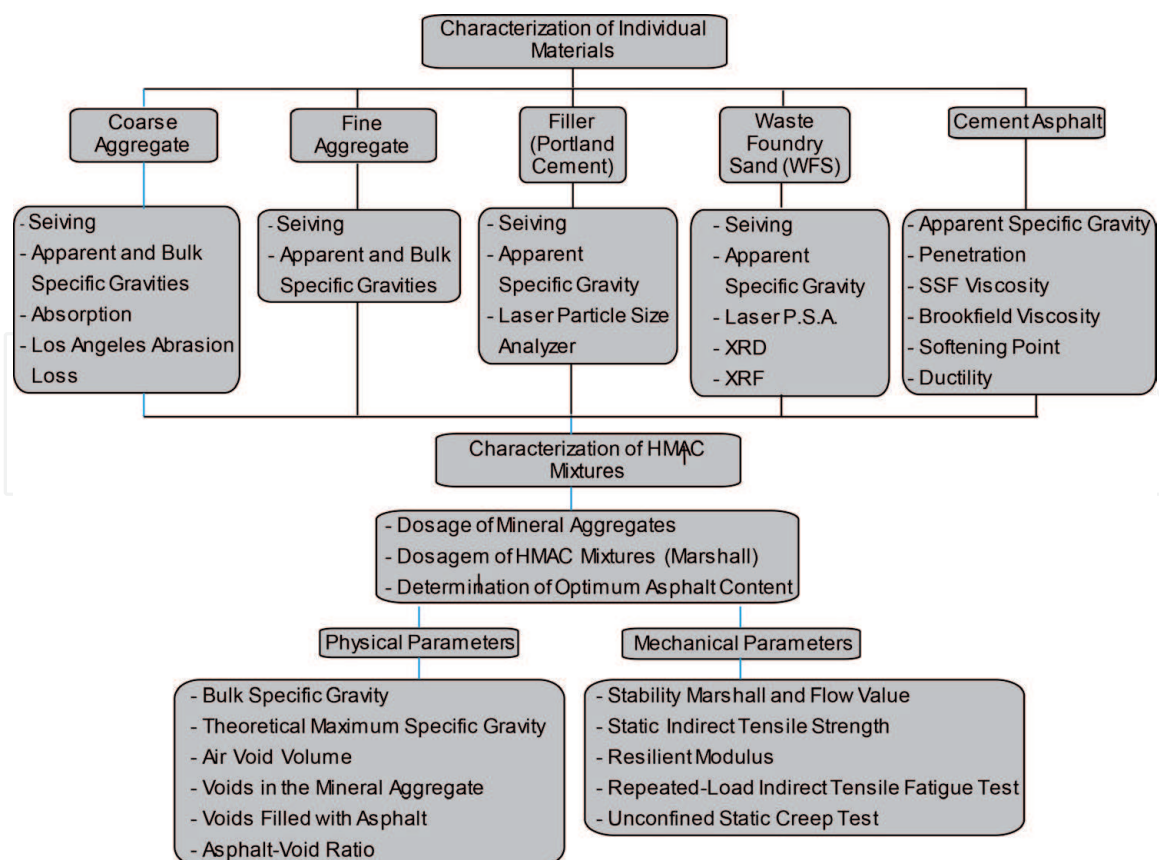 Characterization of Individual
Materials
Coarse
Aggregate
Fine
Aggregate
Filler
(Portland
Cement)
Waste
Foundry
Sand (WFS)
Cement Asphalt
- Seiving
- Apparent and Bulk
Specific Gravities
- Absorption
- Los Angeles Abrasion
Loss
- Seiving
- Apparent and Bulk
Specific Gravities
- Seiving
- Apparent
Specific Gravity
- Laser Particle Size
Analyzer
- Seiving
- Apparent
Specific Gravity
- Laser P.S.A.
- XRD
- XRF
- Apparent Specific Gravity
- Penetration
- SSF Viscosity
- Brookfield Viscosity
- Softening Point
- Ductility
Characterization of HMAC
Mixtures
- Dosage of Mineral Aggregates
- Dosagem of HMAC Mixtures (Marshall)
- Determination of Optimum Asphalt Content
Physical Parameters
Mechanical Parameters
- Bulk Specific Gravity
- Theoretical Maximum Specific Gravity
- Air Void Volume
- Voids in the Mineral Aggregate
- Voids Filled with Asphalt
- Asphalt-Void Ratio
- Stability Marshall and Flow Value
- Static Indirect Tensile Strength
- Resilient Modulus
- Repeated-Load Indirect Tensile Fatigue Test
- Unconfined Static Creep Test